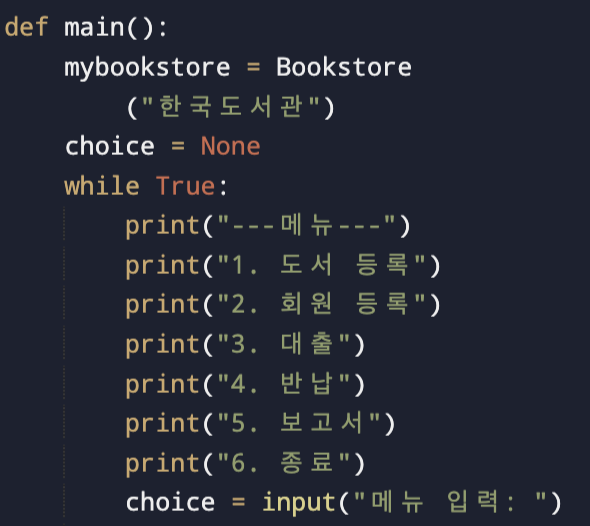 def main():
    mybookstore = Bookstore
        ("한국도서관")
    choice = None
    while True:
        print("---메뉴---")
        print("1. 도서 등록")
        print("2. 회원 등록")
        print("3. 대출")
        print("4. 반납")
        print("5. 보고서")
        print("6. 종료")
        choice = input("메뉴 입력: ")